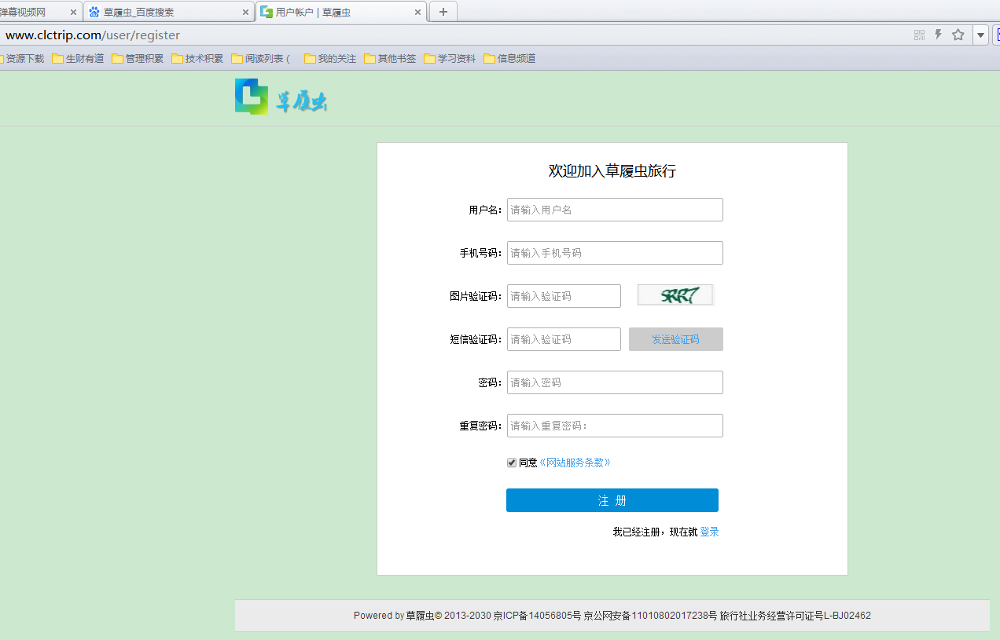 弹幕视频网 草履虫_百度搜索 用户帐户 | 草履虫
www.clctrip.com/user/register
资源下载 生财有道 管理积累 技术积累 阅读列表（ 我的关注 其他书签 学习资料 信息频道
草履虫
欢迎加入草履虫旅行
用户名： 请输入用户名
手机号码： 请输入手机号码
图片验证码： 请输入验证码 SRR7
短信验证码： 请输入验证码 发送验证码
密码： 请输入密码
重复密码： 请输入重复密码：
同意《网站服务条款》
注 册
我已经注册，现在就 登录
Powered by 草履虫© 2013-2030 京ICP备14056805号 京公网安备11010802017238号 旅行社业务经营许可证号L-BJ02462